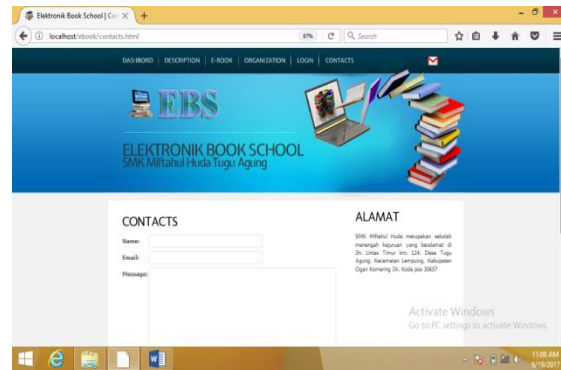 Elektronik Book School | Co
localhost/ebook/contacts.html
67%
Search
DASHBORD
DESCRIPTION
E-BOOK
ORGANIZATION
LOGIN
CONTACTS
EBS
ELEKTRONIK BOOK SCHOOL
SMK Miftahul Huda Tugu Agung
CONTACTS
Name:
Email:
Message:
ALAMAT
SMK Miftahul Huda merupakan sekolah
menengah kejuruan yang beralamat di
Jln. Lintas Timur km. 124. Desa Tugu
Agung, Kecamatan Lempuing, Kabupaten
Ogan Komering Ilir. Kode pos 30657
Activate Windows
Go to PC settings to activate Windows.
11:08 AM
9/19/2017